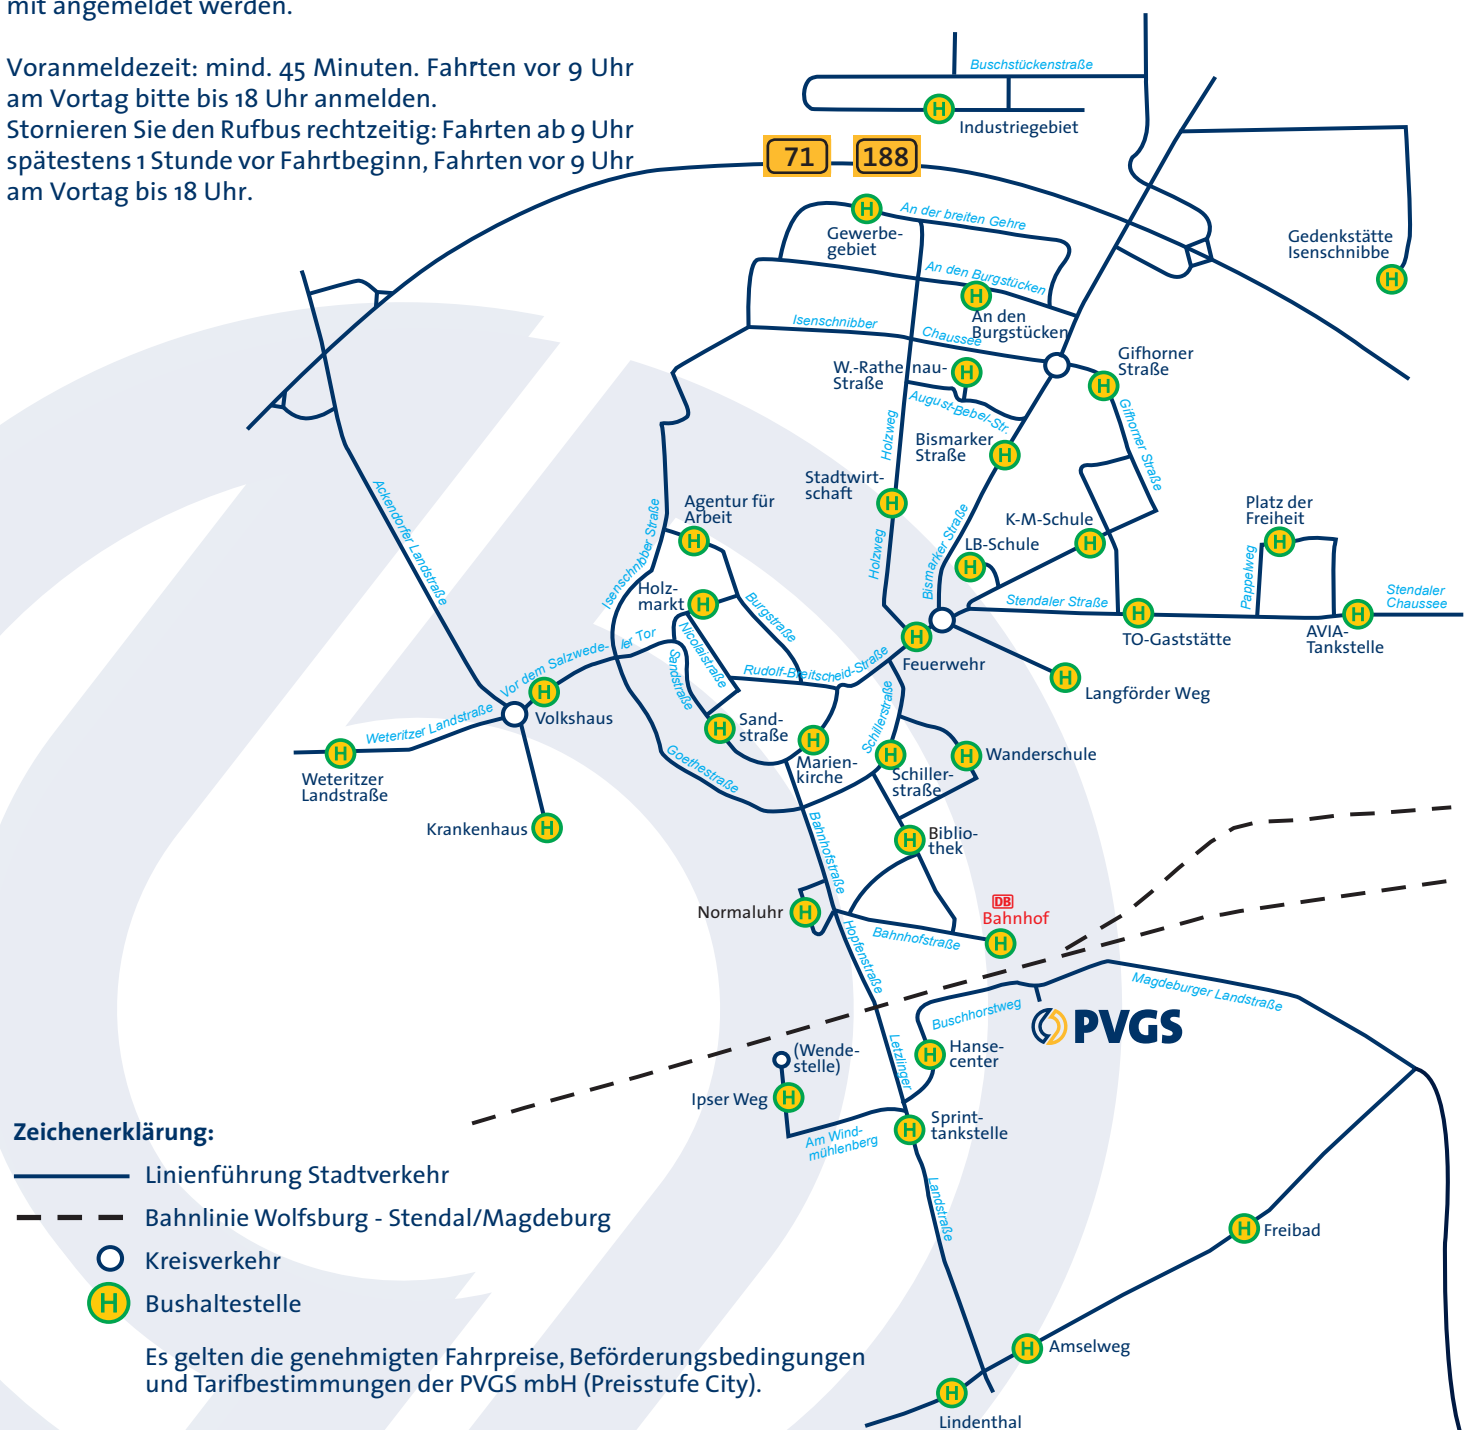 mit angemeldet werden.
Voranmeldezeit: mind. 45 Minuten. Fahrten vor 9 Uhr
am Vortag bitte bis 18 Uhr anmelden.
Stornieren Sie den Rufbus rechtzeitig: Fahrten ab 9 Uhr
spätestens 1 Stunde vor Fahrtbeginn, Fahrten vor 9 Uhr
am Vortag bis 18 Uhr.
Buschstückenstraße
H
Industriegebiet
71
188
H
An der breiten Gehre
Gewerbe-
gebiet
Gedenkstätte
Isenschnibbe
H
An den Burgstücken
H
An den
Burgstücken
Isenschnibber
Chaussee
W.-Rathenau-
Straße
H
Gifhorner
Straße
H
August-Bebel-Str.
Gifhorner Straße
Holzweg
Bismarker
Straße
H
Stadtwirt-
schaft
H
Ackendorfer Landstraße
Isenschnibber Straße
Agentur für
Arbeit
H
Holzweg
Bismarker Straße
K-M-Schule
H
LB-Schule
H
Platz der
Freiheit
H
Pappelweg
Holz-
markt
H
Burgstraße
Stendaler Straße
H
TO-Gaststätte
Stendaler
Chaussee
H
AVIA-
Tankstelle
Nicolaistraße
Sandstraße
Vor dem Salzwede-
ler Tor
Rudolf-Breitscheid-Straße
H
Feuerwehr
H
Langförder Weg
H
Volkshaus
Weteritzer Landstraße
H
Weteritzer
Landstraße
H
Sand-
straße
H
Marien-
kirche
Schillerstraße
H
Schiller-
straße
H
Wanderschule
Goethestraße
Krankenhaus
H
Bahnhofstraße
H
Biblio-
thek
Normaluhr
H
DB
Bahnhof
H
Bahnhofstraße
Hopfenstraße
Magdeburger Landstraße
Buschhorstweg
PVGS
Letzlinger
H
Hanse-
center
(Wende-
stelle)
Ipser Weg
H
Am Wind-
mühlenberg
H
Sprint-
tankstelle
Landstraße
H
Freibad
H
Amselweg
H
Lindenthal
Zeichenerklärung:
Linienführung Stadtverkehr
Bahnlinie Wolfsburg - Stendal/Magdeburg
Kreisverkehr
H
Bushaltestelle
Es gelten die genehmigten Fahrpreise, Beförderungsbedingungen
und Tarifbestimmungen der PVGS mbH (Preisstufe City).